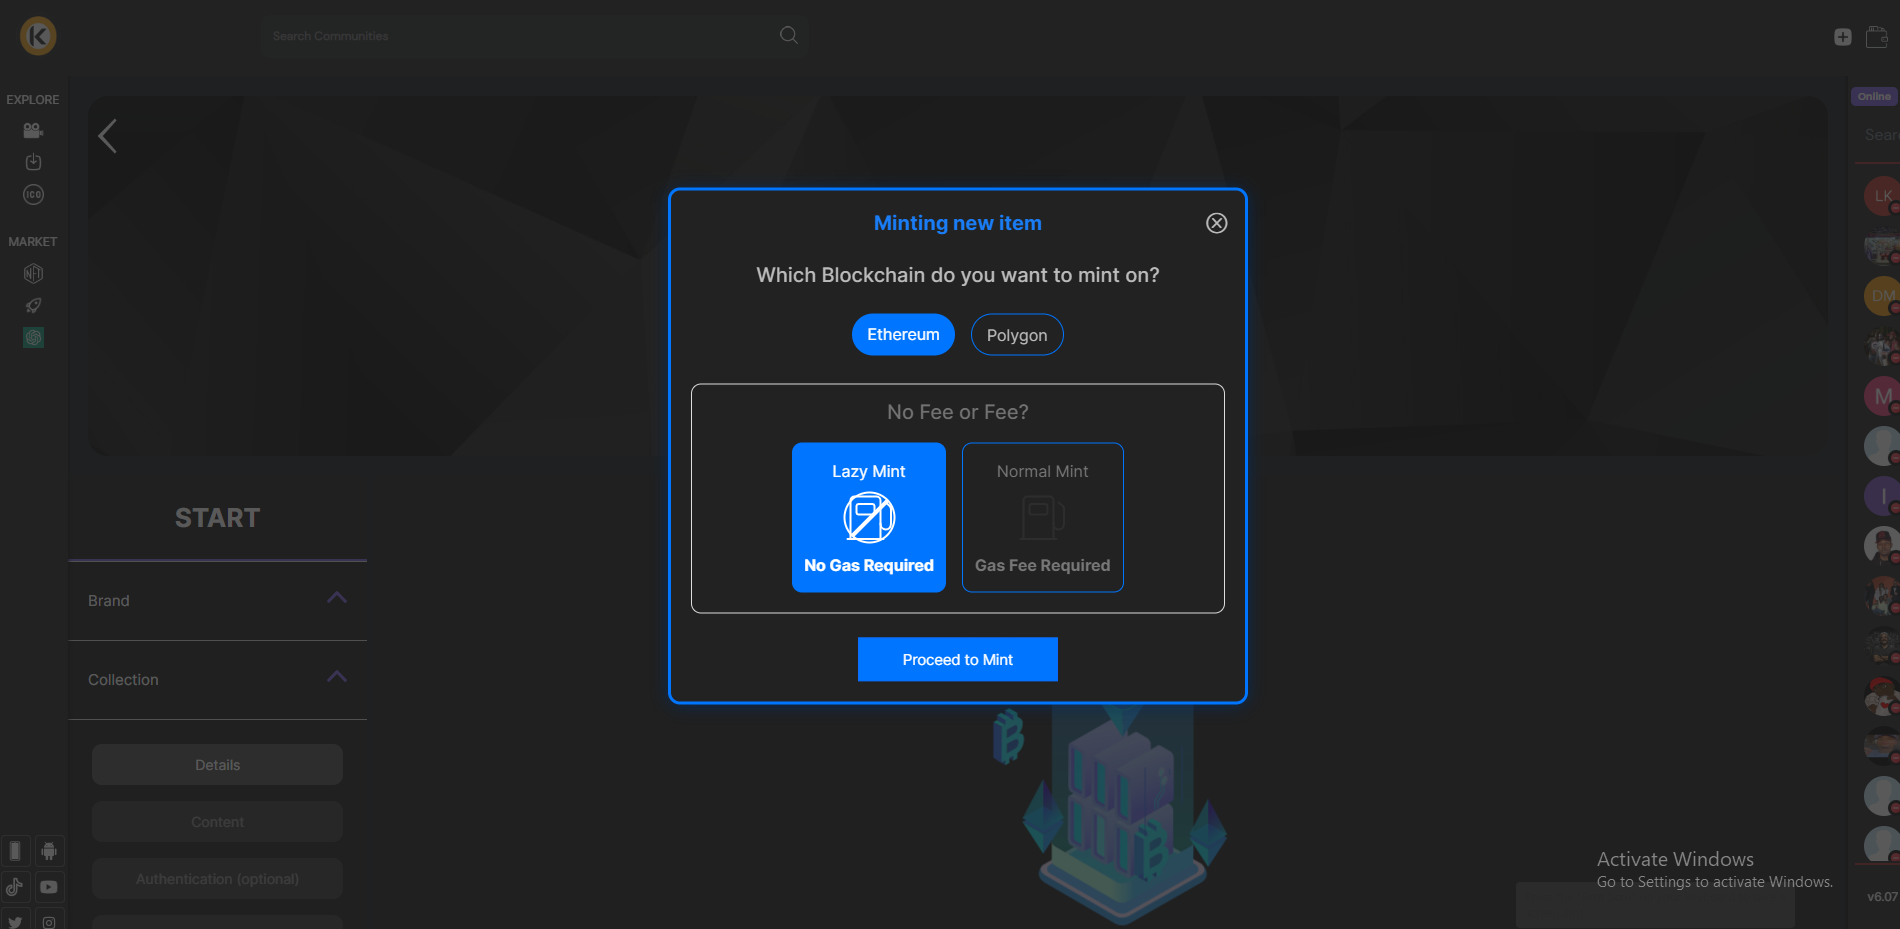 K
Search Communities
EXPLORE
ICO
MARKET
NFT
Online
LK
DM
M
I
Minting new item
Which Blockchain do you want to mint on?
Ethereum
Polygon
No Fee or Fee?
Lazy Mint
No Gas Required
Normal Mint
Gas Fee Required
Proceed to Mint
START
Brand
Collection
Details
Content
Authentication (optional)
Activate Windows
Go to Settings to activate Windows.
v6.07